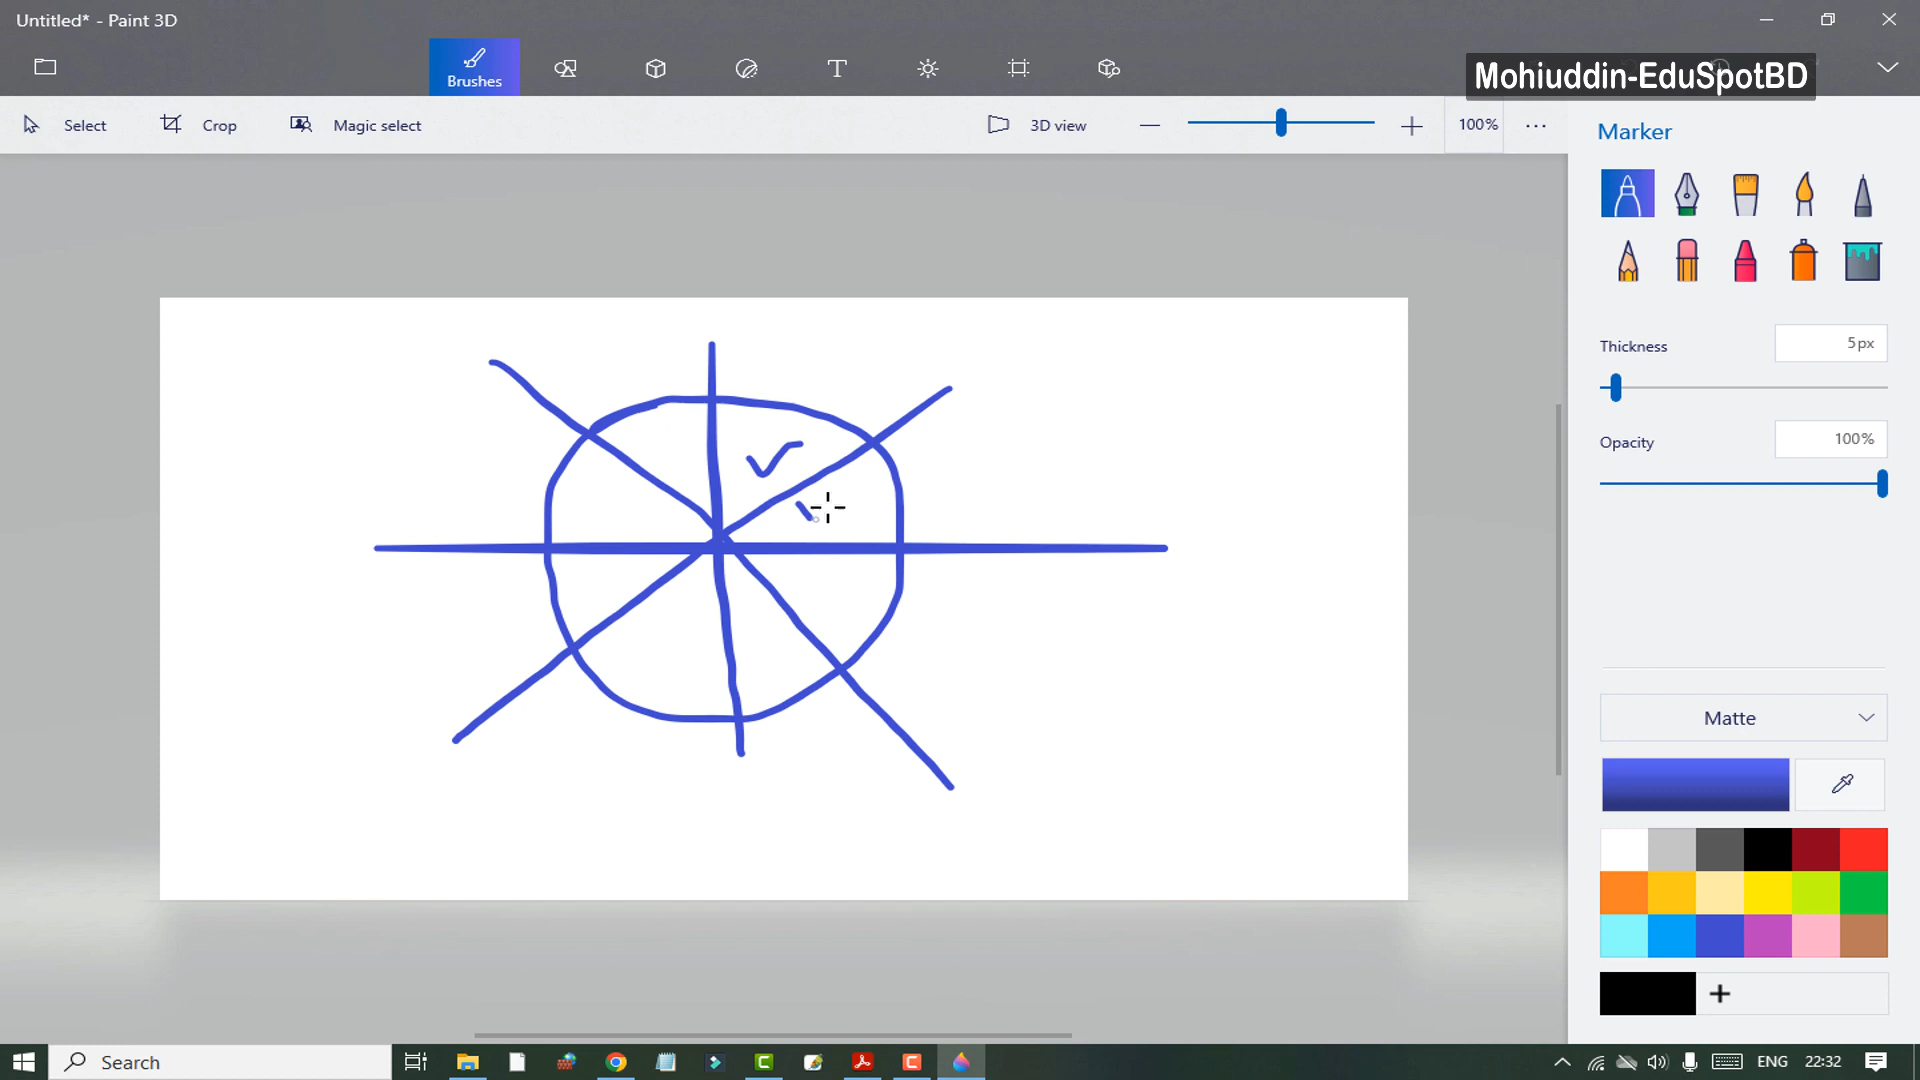 Untitled* - Paint 3D
Brushes
Mohiuddin-EduSpotBD
Select
Crop
Magic select
3D view
100%
Marker
Thickness
5px
Opacity
100%
Matte
Search
ENG
22:32